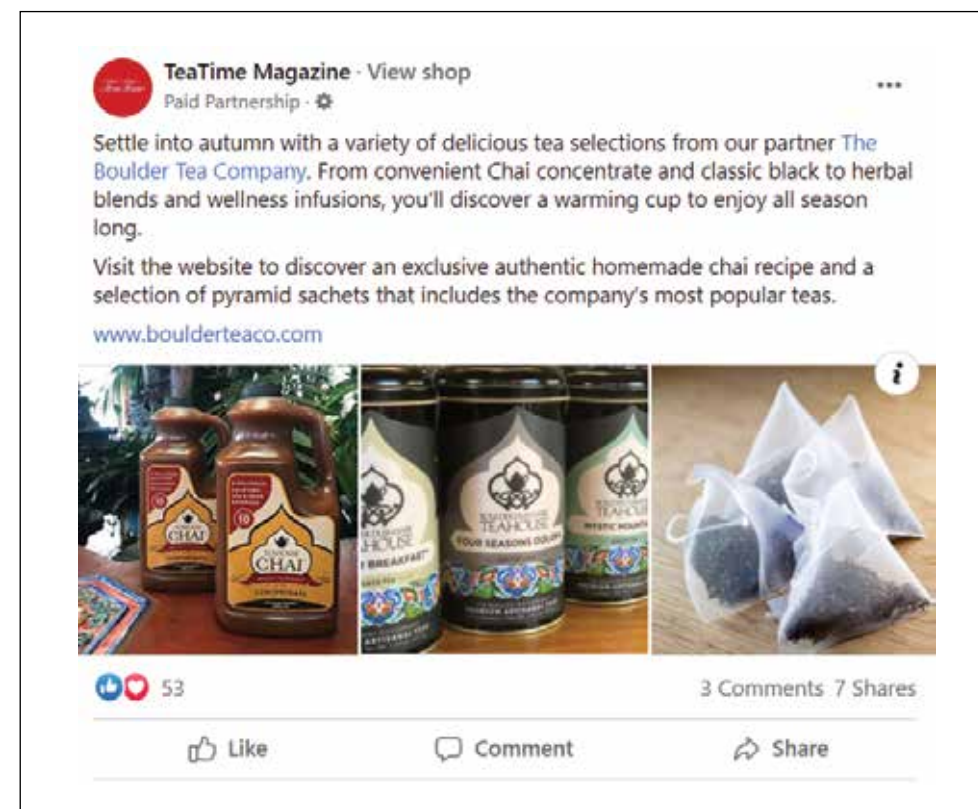 TeaTime Magazine · View shop
Paid Partnership ·
Settle into autumn with a variety of delicious tea selections from our partner The
Boulder Tea Company. From convenient Chai concentrate and classic black to herbal
blends and wellness infusions, you'll discover a warming cup to enjoy all season
long.
Visit the website to discover an exclusive authentic homemade chai recipe and a
selection of pyramid sachets that includes the company's most popular teas.
www.boulderteaco.com
i
10
CHAI
10
CHAI
TEAHOUSE
BREAKFAST
FOUR SEASONS
MYSTIC
53
3 Comments 7 Shares
Like
Comment
Share